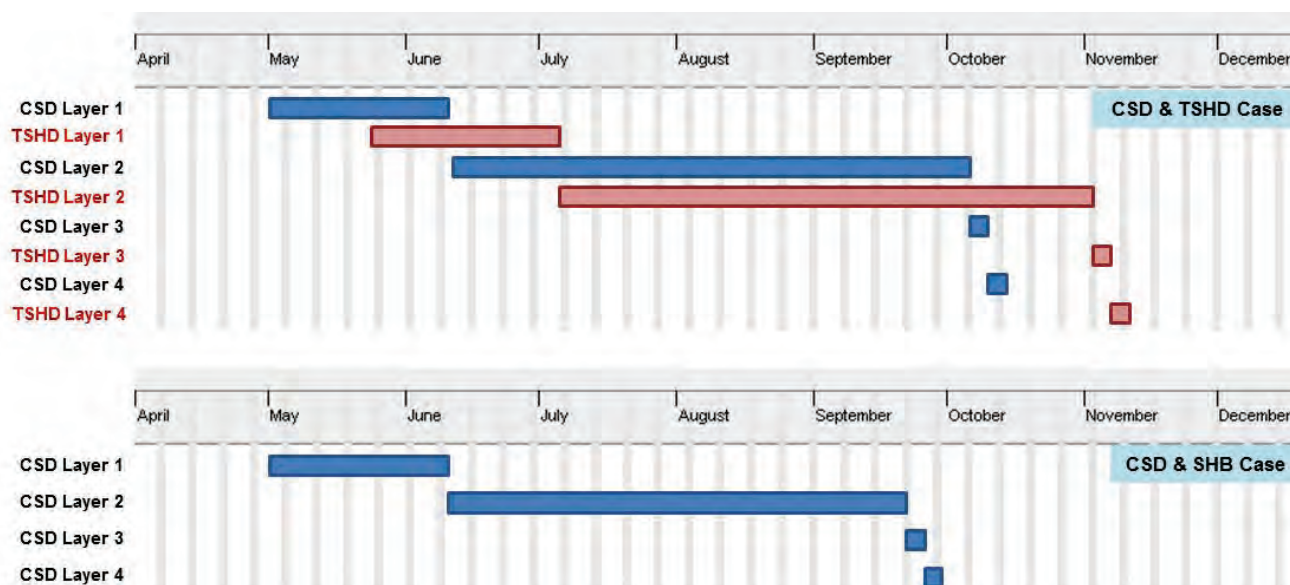 April May June July August September October November December
CSD Layer 1
CSD & TSHD Case
TSHD Layer 1
CSD Layer 2
TSHD Layer 2
CSD Layer 3
TSHD Layer 3
CSD Layer 4
TSHD Layer 4
April May June July August September October November December
CSD Layer 1
CSD & SHB Case
CSD Layer 2
CSD Layer 3
CSD Layer 4